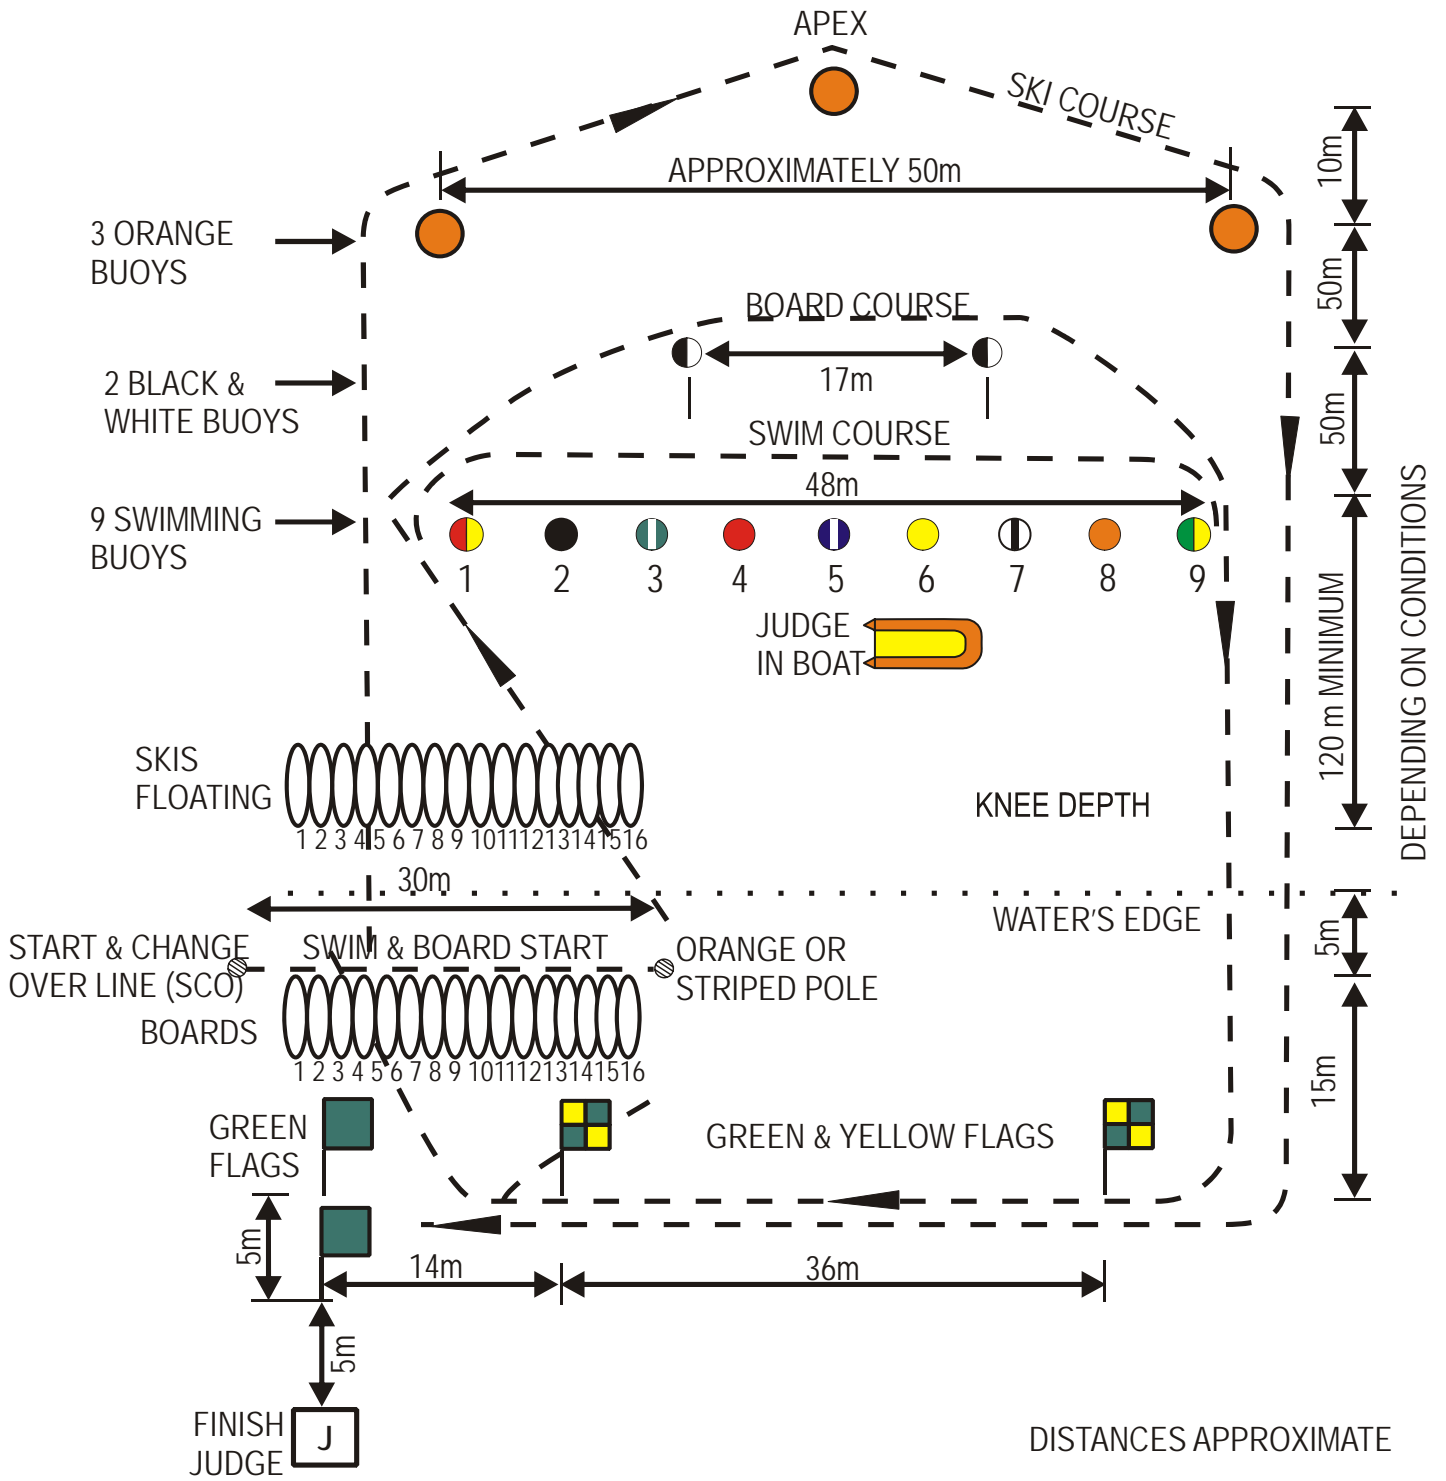 APEX
SKI COURSE
APPROXIMATELY 50m
10m
3 ORANGE
BUOYS
50m
BOARD COURSE
17m
2 BLACK &
WHITE BUOYS
50m
SWIM COURSE
48m
9 SWIMMING
BUOYS
1 2 3 4 5 6 7 8 9
JUDGE
IN BOAT
120 m MINIMUM
DEPENDING ON CONDITIONS
SKIS
FLOATING
KNEE DEPTH
1 2 3 4 5 6 7 8 9 10 11 12 13 14 15 16
30m
WATER'S EDGE
5m
START & CHANGE
OVER LINE (SCO)
SWIM & BOARD START
ORANGE OR
STRIPED POLE
BOARDS
1 2 3 4 5 6 7 8 9 10 11 12 13 14 15 16
15m
GREEN
FLAGS
GREEN & YELLOW FLAGS
5m
14m
36m
5m
FINISH
JUDGE
J
DISTANCES APPROXIMATE